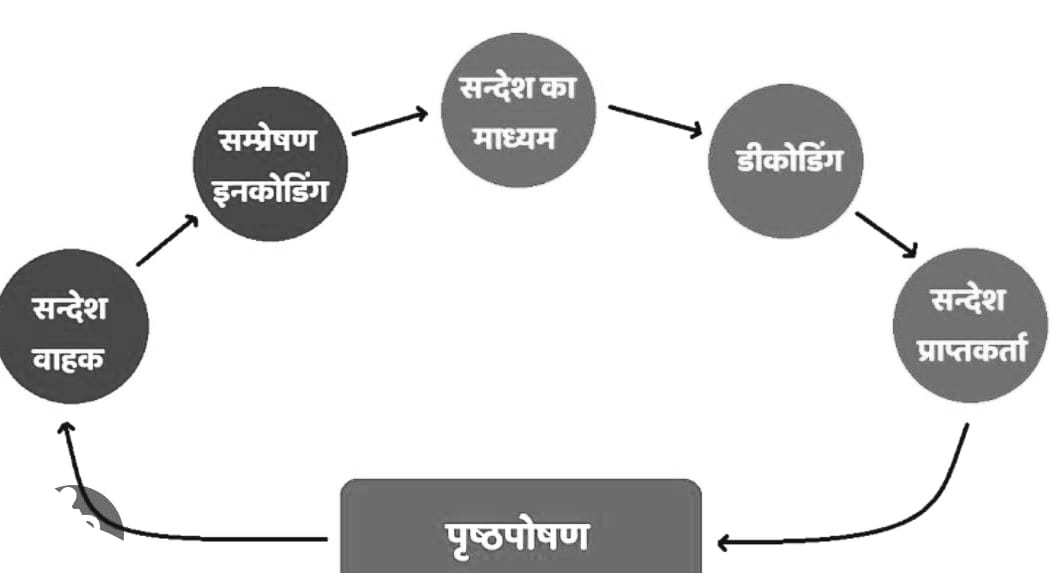 सन्देश का
माध्यम
सम्प्रेषण
इनकोडिंग
डीकोडिंग
सन्देश
वाहक
सन्देश
प्राप्तकर्ता
पृष्ठपोषण